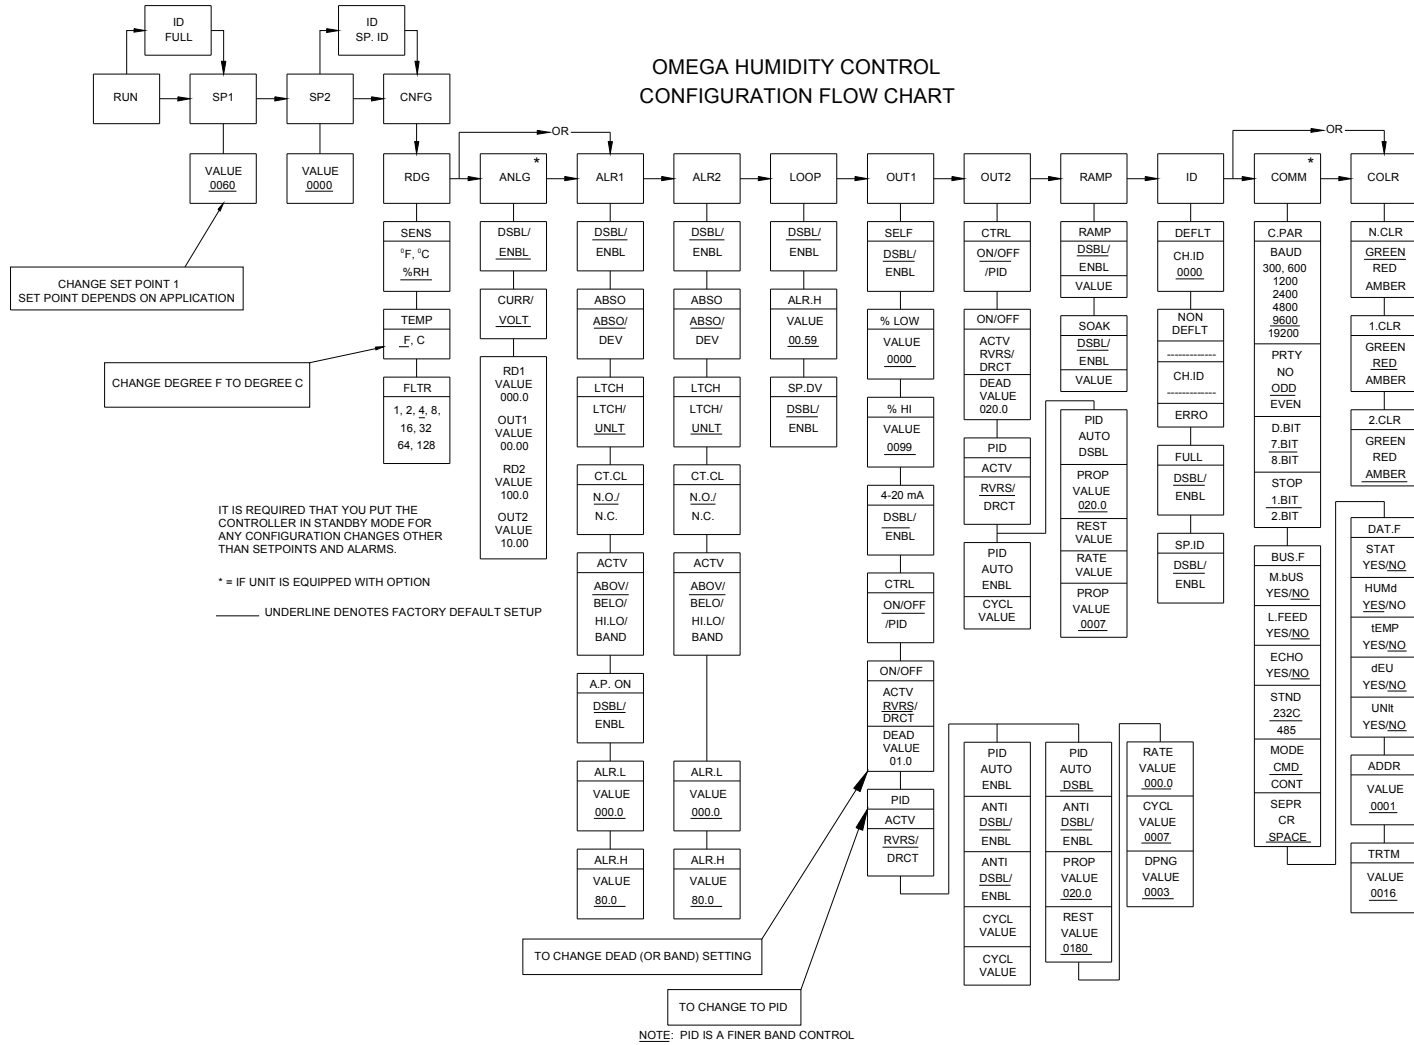 OMEGA HUMIDITY CONTROL
CONFIGURATION FLOW CHART
ID
FULL
ID
SP. ID
RUN
SP1
SP2
CNFG
VALUE
0060
VALUE
0000
CHANGE SET POINT 1
SET POINT DEPENDS ON APPLICATION
RDG
SENS
⁰F, ⁰C
%RH
TEMP
F, C
FLTR
1, 2, 4, 8,
16, 32
64, 128
CHANGE DEGREE F TO DEGREE C
IT IS REQUIRED THAT YOU PUT THE
CONTROLLER IN STANDBY MODE FOR
ANY CONFIGURATION CHANGES OTHER
THAN SETPOINTS AND ALARMS.
* = IF UNIT IS EQUIPPED WITH OPTION
UNDERLINE DENOTES FACTORY DEFAULT SETUP
OR
*
ANLG
DSBL/
ENBL
CURR/
VOLT
RD1
VALUE
000.0
OUT1
VALUE
00.00
RD2
VALUE
100.0
OUT2
VALUE
10.00
ALR1
DSBL/
ENBL
ABSO
ABSO/
DEV
LTCH
LTCH/
UNLT
CT.CL
N.O./
N.C.
ACTV
ABOV/
BELO/
HI.LO/
BAND
A.P. ON
DSBL/
ENBL
ALR.L
VALUE
000.0
ALR.H
VALUE
80.0
ALR2
DSBL/
ENBL
ABSO
ABSO/
DEV
LTCH
LTCH/
UNLT
CT.CL
N.O./
N.C.
ACTV
ABOV/
BELO/
HI.LO/
BAND
ALR.L
VALUE
000.0
ALR.H
VALUE
80.0
LOOP
DSBL/
ENBL
ALR.H
VALUE
00.59
SP.DV
DSBL/
ENBL
OUT1
SELF
DSBL/
ENBL
% LOW
VALUE
0000
% HI
VALUE
0099
4-20 mA
DSBL/
ENBL
CTRL
ON/OFF
/PID
ON/OFF
ACTV
RVRS/
DRCT
DEAD
VALUE
01.0
PID
ACTV
RVRS/
DRCT
TO CHANGE DEAD (OR BAND) SETTING
TO CHANGE TO PID
NOTE: PID IS A FINER BAND CONTROL
PID
AUTO
ENBL
ANTI
DSBL/
ENBL
ANTI
DSBL/
ENBL
CYCL
VALUE
CYCL
VALUE
PID
AUTO
DSBL
ANTI
DSBL/
ENBL
PROP
VALUE
020.0
REST
VALUE
0180
RATE
VALUE
000.0
CYCL
VALUE
0007
DPNG
VALUE
0003
OUT2
CTRL
ON/OFF
/PID
ON/OFF
ACTV
RVRS/
DRCT
DEAD
VALUE
020.0
PID
ACTV
RVRS/
DRCT
PID
AUTO
ENBL
CYCL
VALUE
RAMP
RAMP
DSBL/
ENBL
VALUE
SOAK
DSBL/
ENBL
VALUE
PID
AUTO
DSBL
PROP
VALUE
020.0
REST
VALUE
RATE
VALUE
PROP
VALUE
0007
ID
DEFLT
CH.ID
0000
NON
DEFLT
-------------
CH.ID
-------------
ERRO
FULL
DSBL/
ENBL
SP.ID
DSBL/
ENBL
OR
*
COMM
C.PAR
BAUD
300, 600
1200
2400
4800
9600
19200
PRTY
NO
ODD
EVEN
D.BIT
7.BIT
8.BIT
STOP
1.BIT
2.BIT
BUS.F
M.bUS
YES/NO
L.FEED
YES/NO
ECHO
YES/NO
STND
232C
485
MODE
CMD
CONT
SEPR
CR
SPACE
COLR
N.CLR
GREEN
RED
AMBER
1.CLR
GREEN
RED
AMBER
2.CLR
GREEN
RED
AMBER
DAT.F
STAT
YES/NO
HUMd
YES/NO
tEMP
YES/NO
dEU
YES/NO
UNIt
YES/NO
ADDR
VALUE
0001
TRTM
VALUE
0016